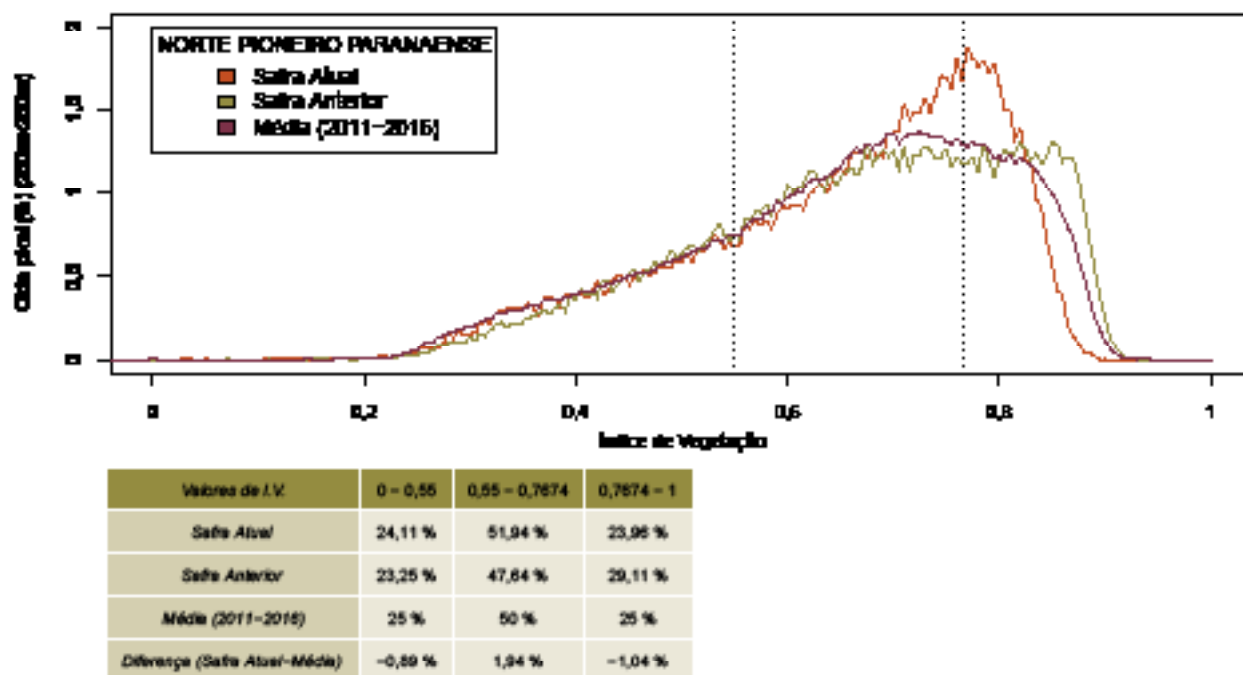 NORTE PIONEIRO PARANAENSE
Safra Atual
Safra Anterior
Média (2011-2016)
2
1,5
1
0,5
0
Qtde pixel (%) (ponderados)
0 0,2 0,4 0,6 0,8 1
Índice de Vegetação
Valores de I.V. 0 - 0,55 0,55 - 0,7674 0,7674 - 1
Safra Atual 24,11 % 51,94 % 23,96 %
Safra Anterior 23,25 % 47,64 % 29,11 %
Média (2011-2016) 25 % 50 % 25 %
Diferença (Safra Atual-Média) -0,89 % 1,94 % -1,04 %